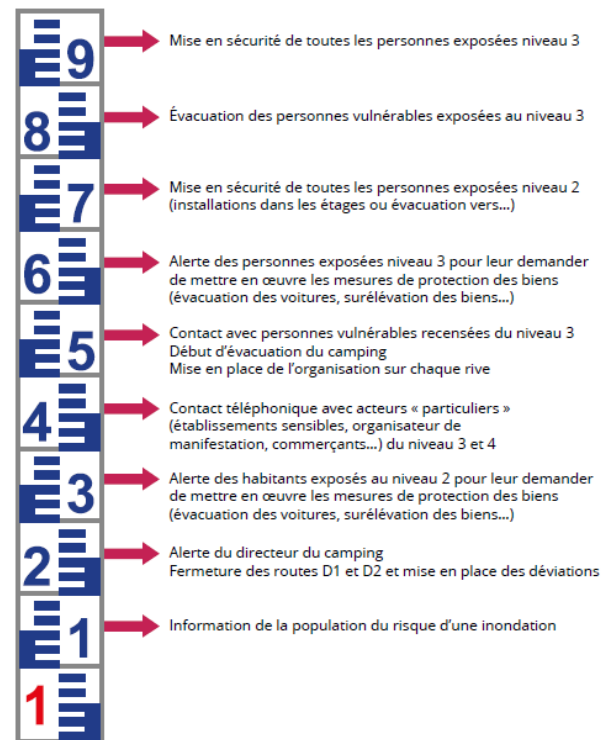 9
Mise en sécurité de toutes les personnes exposées niveau 3
8
Évacuation des personnes vulnérables exposées au niveau 3
7
Mise en sécurité de toutes les personnes exposées niveau 2
(installations dans les étages ou évacuation vers...)
6
Alerte des personnes exposées niveau 3 pour leur demander
de mettre en œuvre les mesures de protection des biens
(évacuation des voitures, surélévation des biens...)
5
Contact avec personnes vulnérables recensées du niveau 3
Début d'évacuation du camping
Mise en place de l'organisation sur chaque rive
4
Contact téléphonique avec acteurs « particuliers »
(établissements sensibles, organisateur de
manifestation, commerçants...) du niveau 3 et 4
3
Alerte des habitants exposés au niveau 2 pour leur demander
de mettre en œuvre les mesures de protection des biens
(évacuation des voitures, surélévation des biens...)
2
Alerte du directeur du camping
Fermeture des routes D1 et D2 et mise en place des déviations
1
Information de la population du risque d'une inondation
1